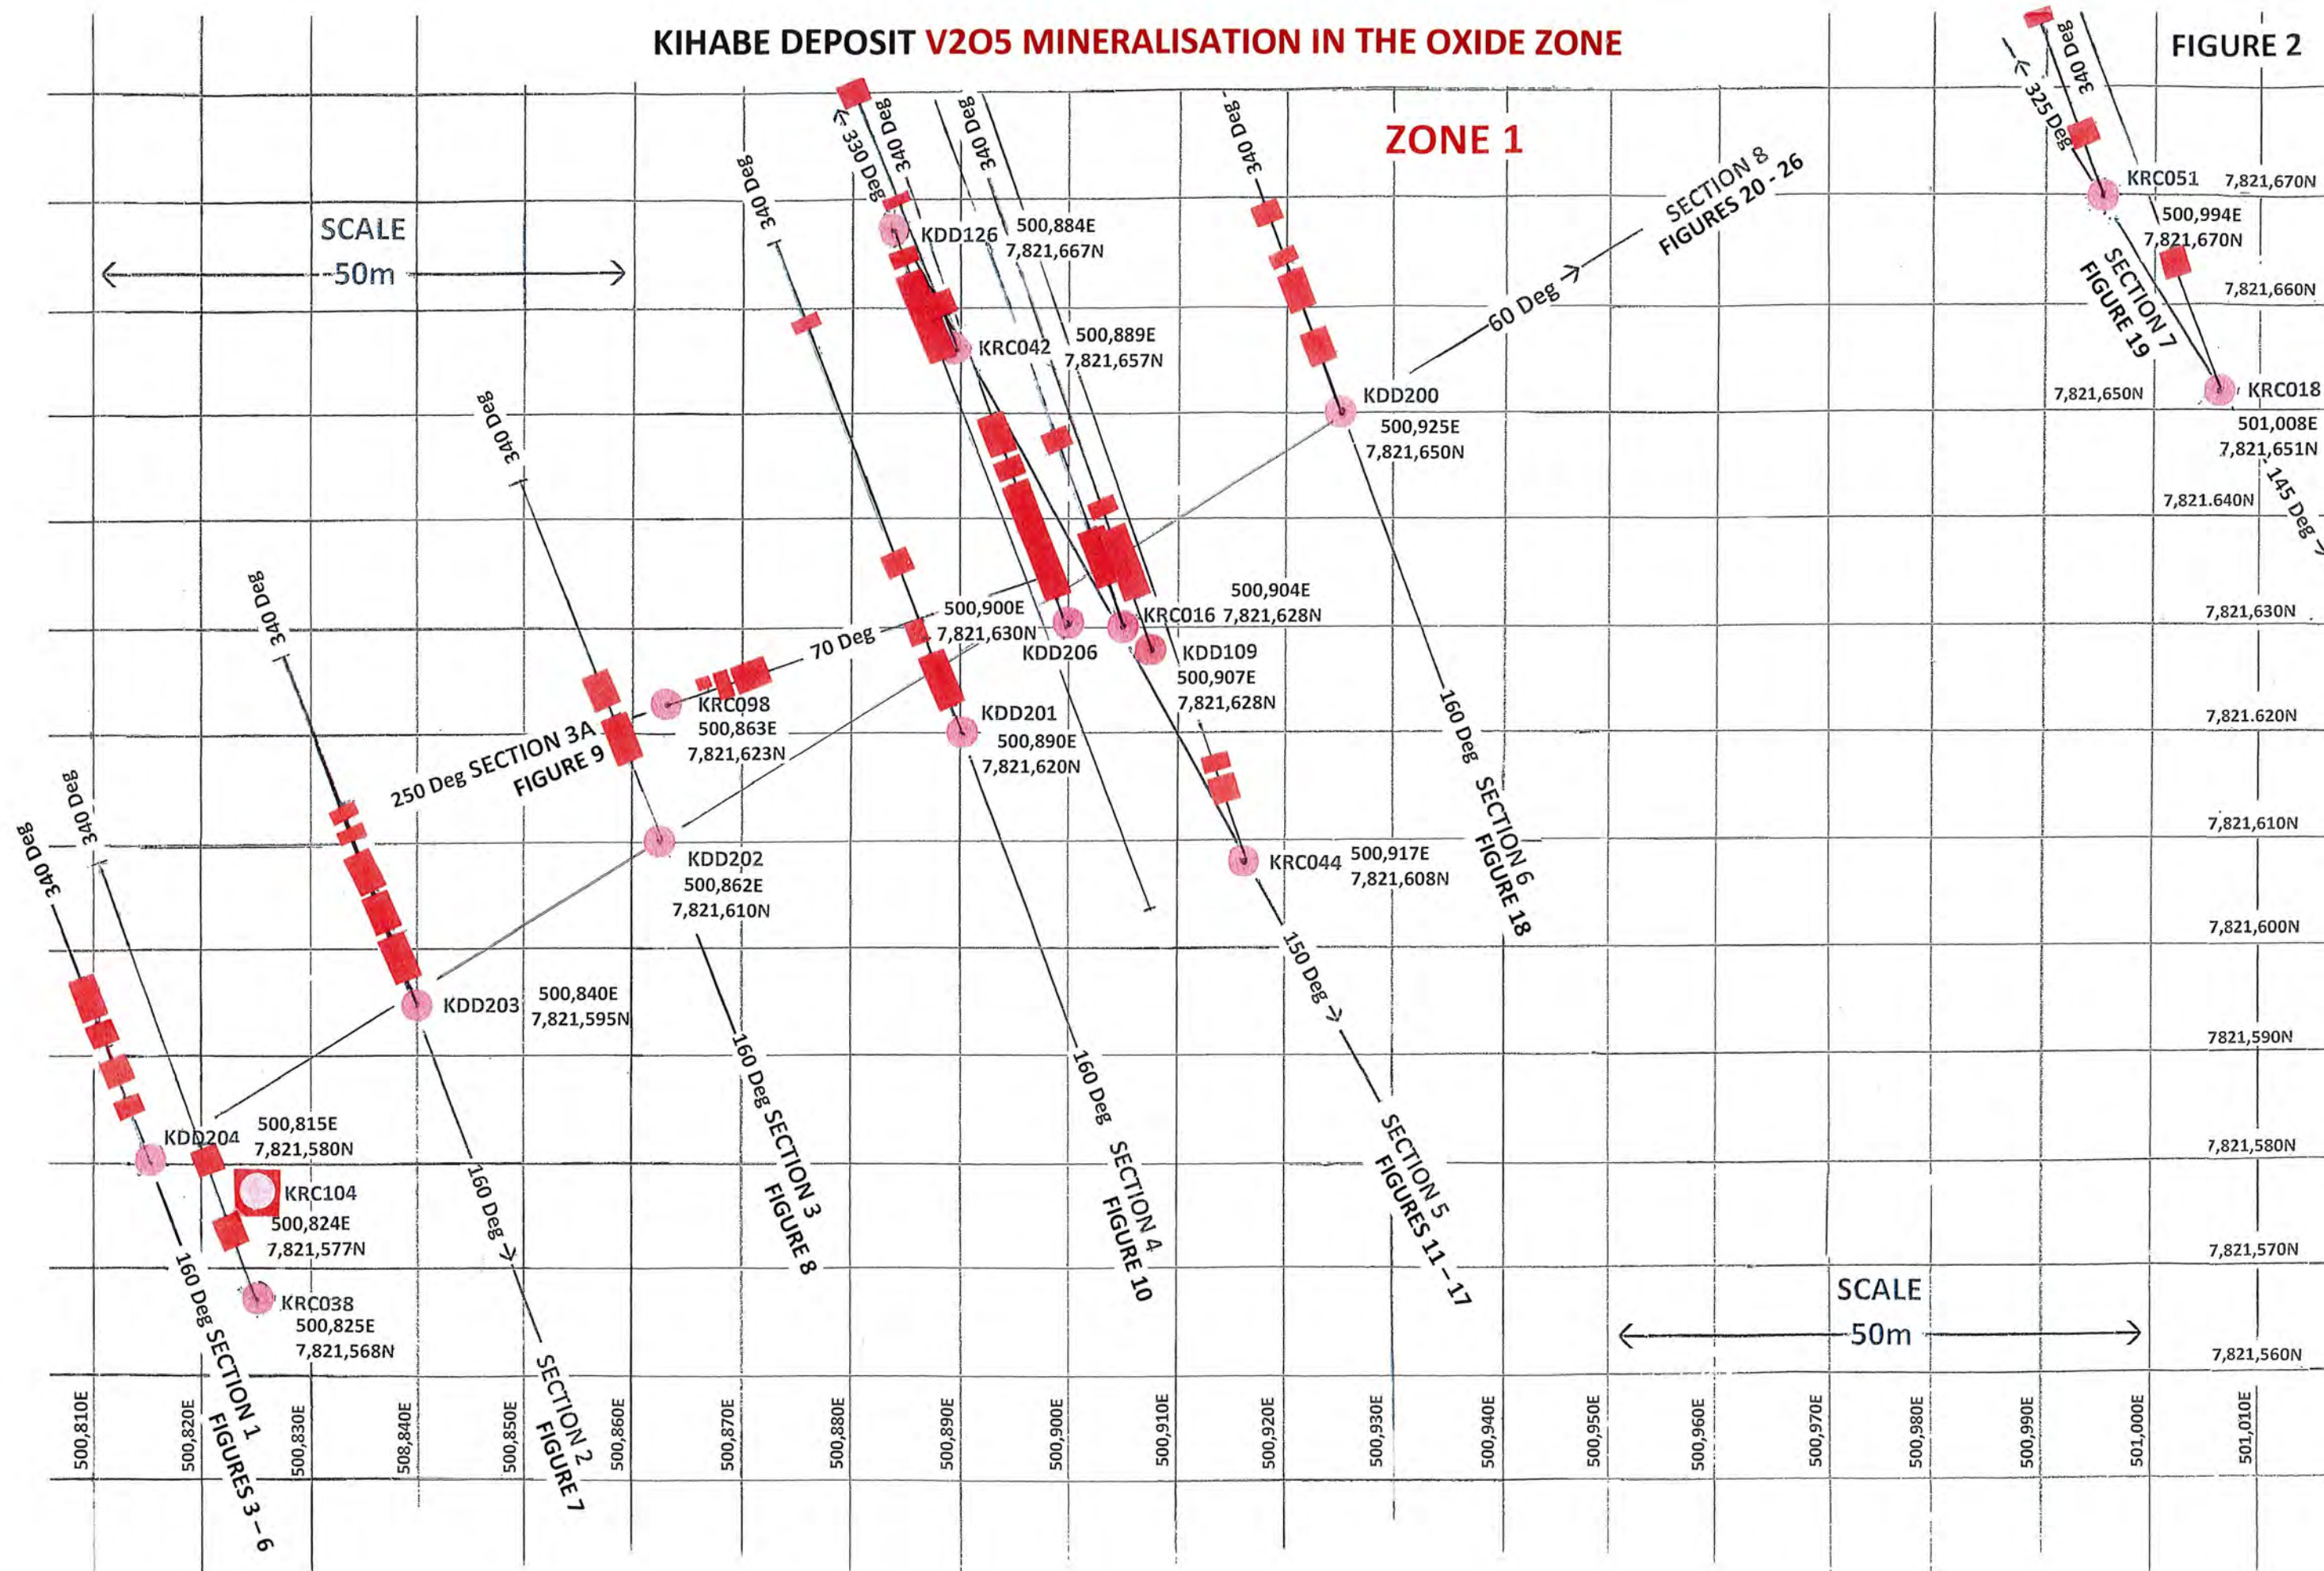 KIHABE DEPOSIT V2O5 MINERALISATION IN THE OXIDE ZONE
FIGURE 2
ZONE 1
SCALE
50m
340 Deg
340 Deg
340 Deg
340 Deg
340 Deg
330 Deg
340 Deg
340 Deg
340 Deg
325 Deg
340 Deg
KDD126
500,884E
7,821,667N
KRC042
500,889E
7,821,657N
60 Deg
SECTION 8
FIGURES 20 - 26
KDD200
500,925E
7,821,650N
KRC051
500,994E
7,821,670N
SECTION 7
FIGURE 19
KRC018
501,008E
7,821,651N
145 Deg
7,821,670N
7,821,660N
7,821,650N
7,821.640N
7,821,630N
7,821.620N
7,821,610N
7,821,600N
7821,590N
7,821,580N
7,821,570N
7,821,560N
500,900E
7,821,630N
KDD206
KRC016
500,904E
7,821,628N
KDD109
500,907E
7,821,628N
70 Deg
KRC098
500,863E
7,821,623N
250 Deg SECTION 3A
FIGURE 9
KDD201
500,890E
7,821,620N
KDD202
500,862E
7,821,610N
KRC044
500,917E
7,821,608N
KDD203
500,840E
7,821,595N
KDD204
500,815E
7,821,580N
KRC104
500,824E
7,821,577N
KRC038
500,825E
7,821,568N
160 Deg SECTION 1
FIGURES 3 – 6
160 Deg
SECTION 2
FIGURE 7
160 Deg SECTION 3
FIGURE 8
160 Deg
SECTION 4
FIGURE 10
150 Deg
SECTION 5
FIGURES 11 – 17
160 Deg
SECTION 6
FIGURE 18
SCALE
50m
500,810E
500,820E
500,830E
508,840E
500,850E
500,860E
500,870E
500,880E
500,890E
500,900E
500,910E
500,920E
500,930E
500,940E
500,950E
500,960E
500,970E
500,980E
500,990E
501,000E
501,010E